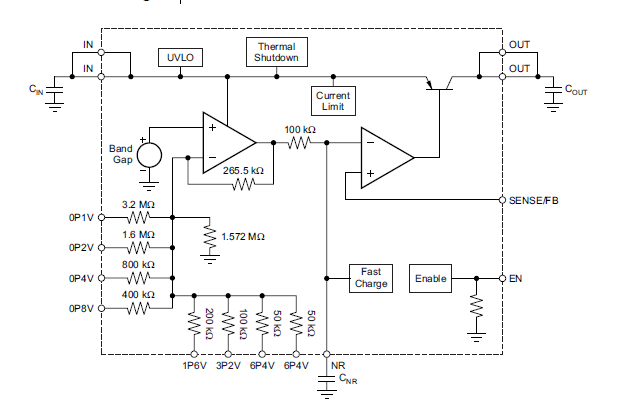 IN
OUT
UVLO
Thermal
Shutdown
IN
OUT
CIN
Current
Limit
COUT
100 kΩ
+
−
+
Band
Gap
+
−
265.5 kΩ
SENSE/FB
3.2 MΩ
0P1V
1.572 MΩ
1.6 MΩ
0P2V
800 kΩ
0P4V
Fast
Charge
Enable
EN
400 kΩ
0P8V
200 kΩ
100 kΩ
50 kΩ
50 kΩ
1P6V 3P2V 6P4V 6P4V NR
CNR